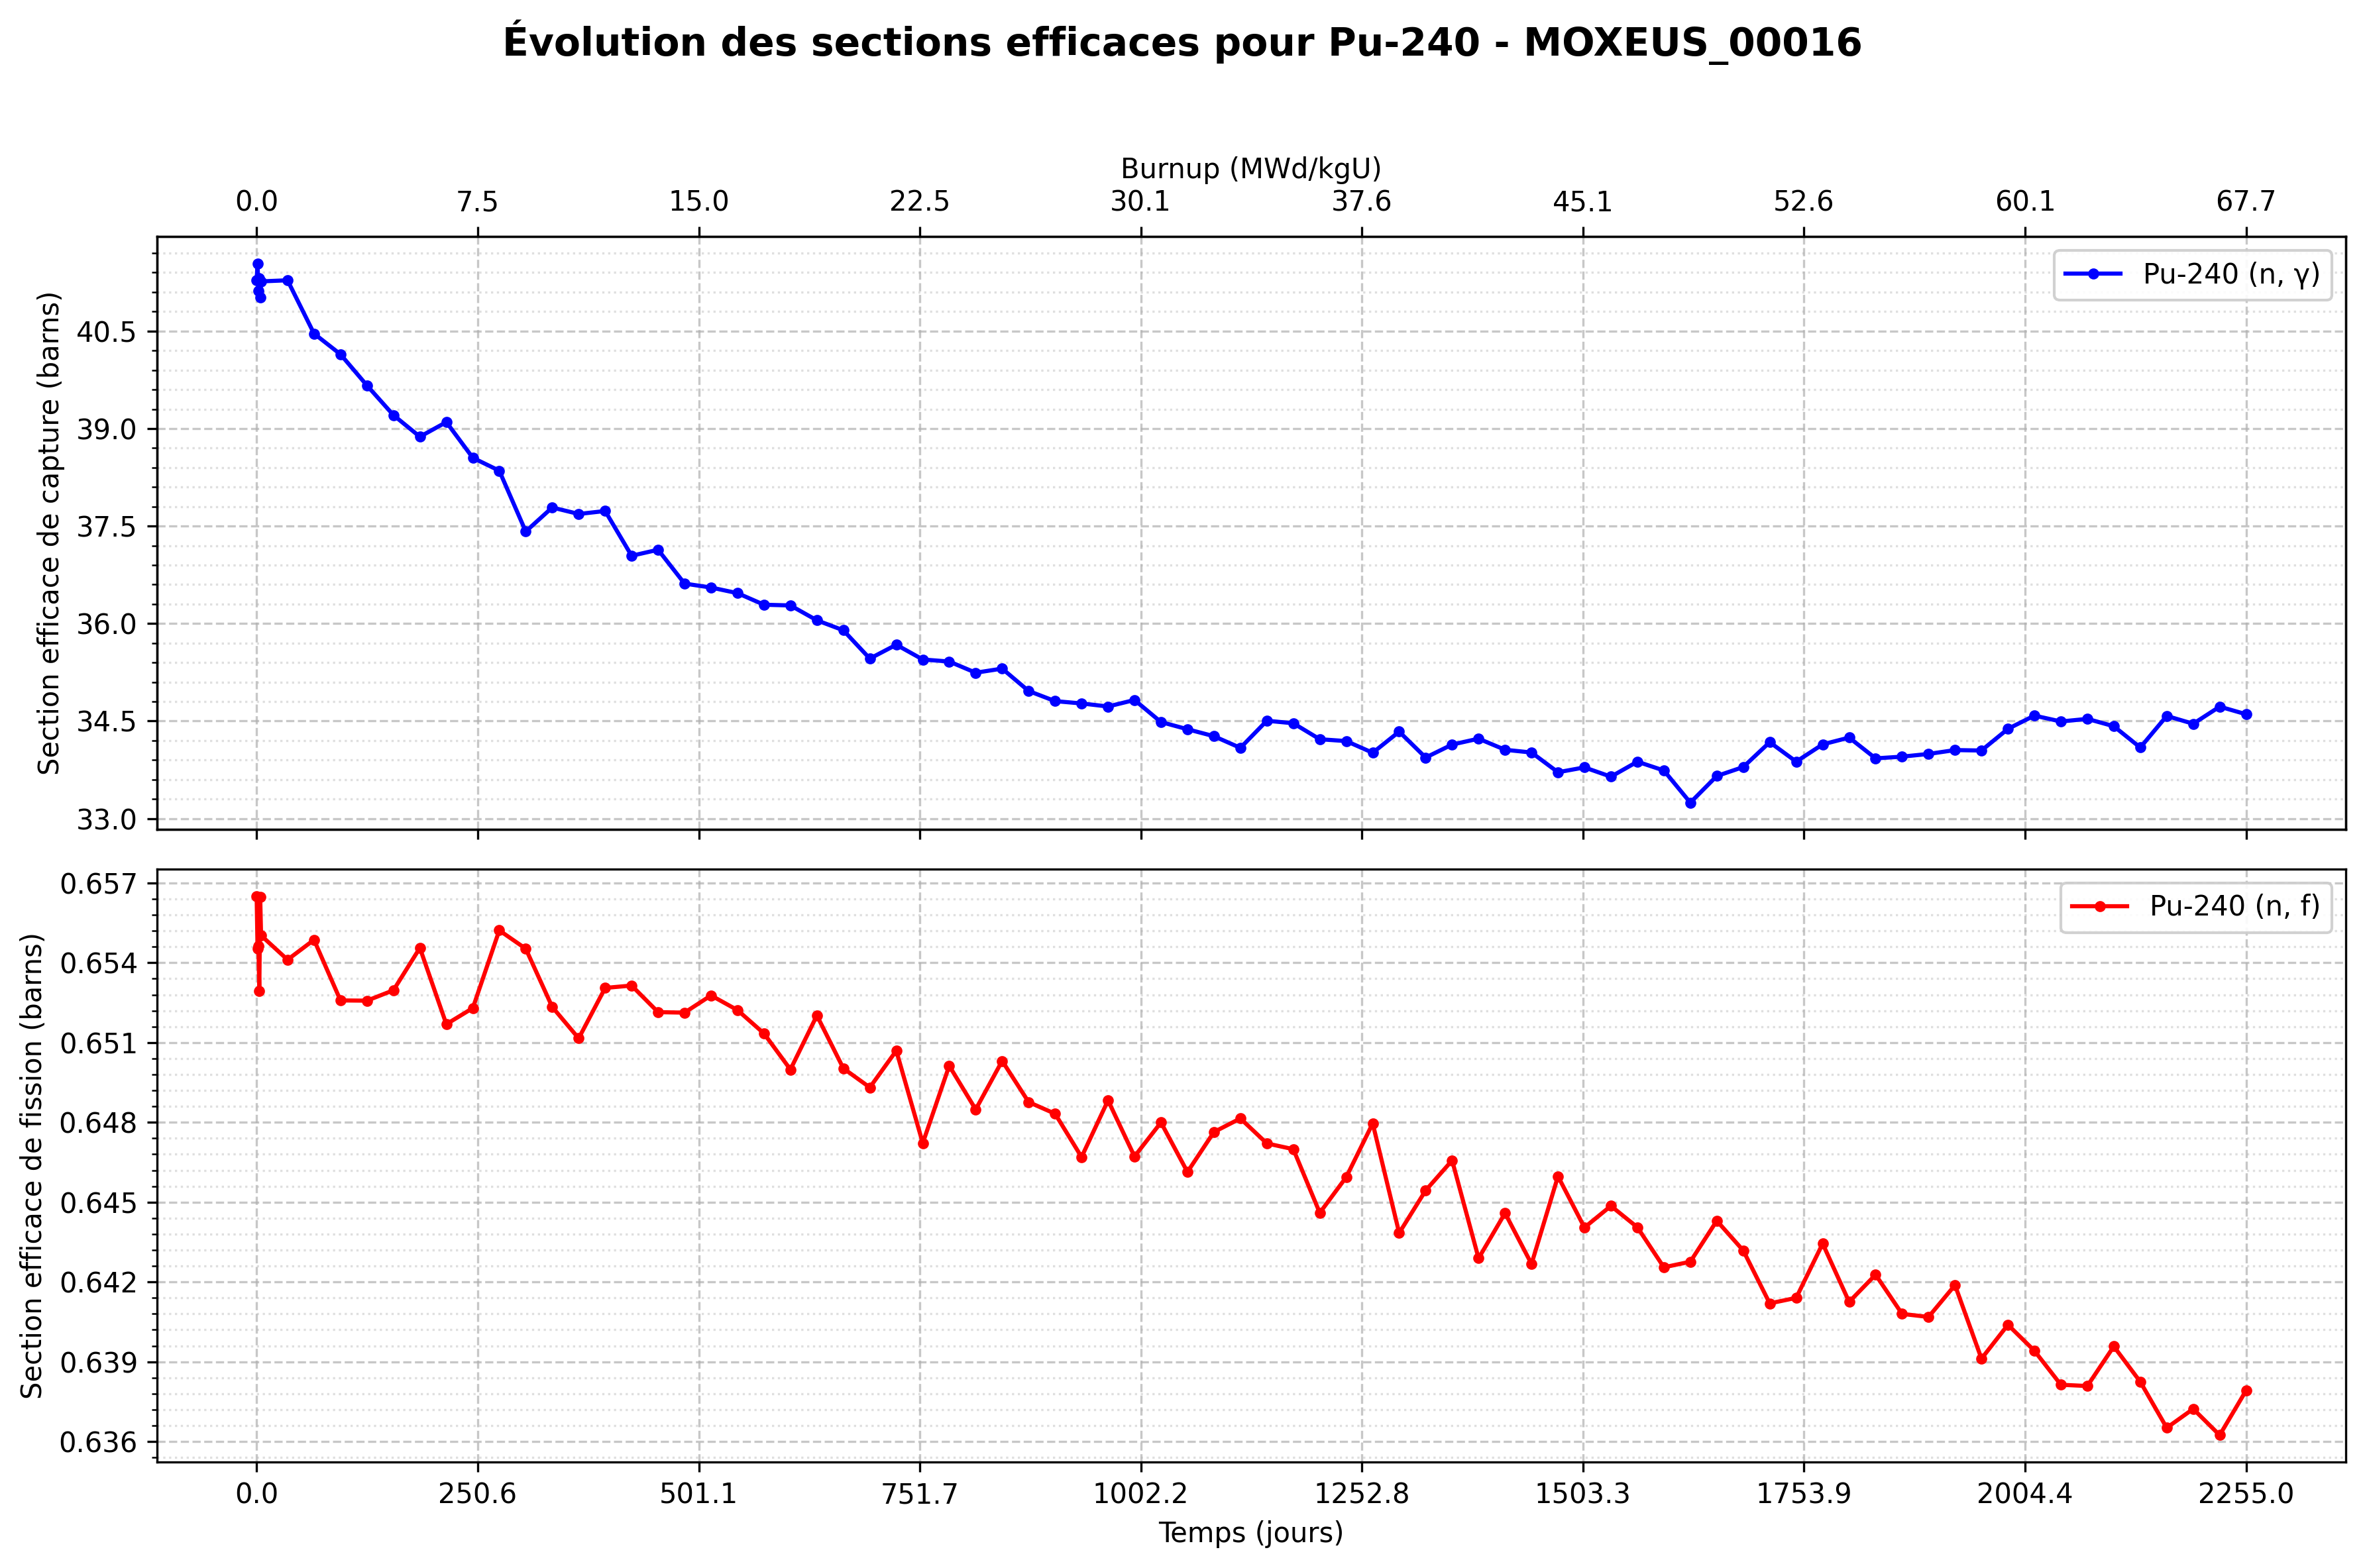 Évolution des sections efficaces pour Pu-240 - MOXEUS_00016
Burnup (MWd/kgU)
0.0 7.5 15.0 22.5 30.1 37.6 45.1 52.6 60.1 67.7
Pu-240 (n, γ)
Section efficace de capture (barns)
40.5
39.0
37.5
36.0
34.5
33.0
Pu-240 (n, f)
Section efficace de fission (barns)
0.657
0.654
0.651
0.648
0.645
0.642
0.639
0.636
0.0 250.6 501.1 751.7 1002.2 1252.8 1503.3 1753.9 2004.4 2255.0
Temps (jours)